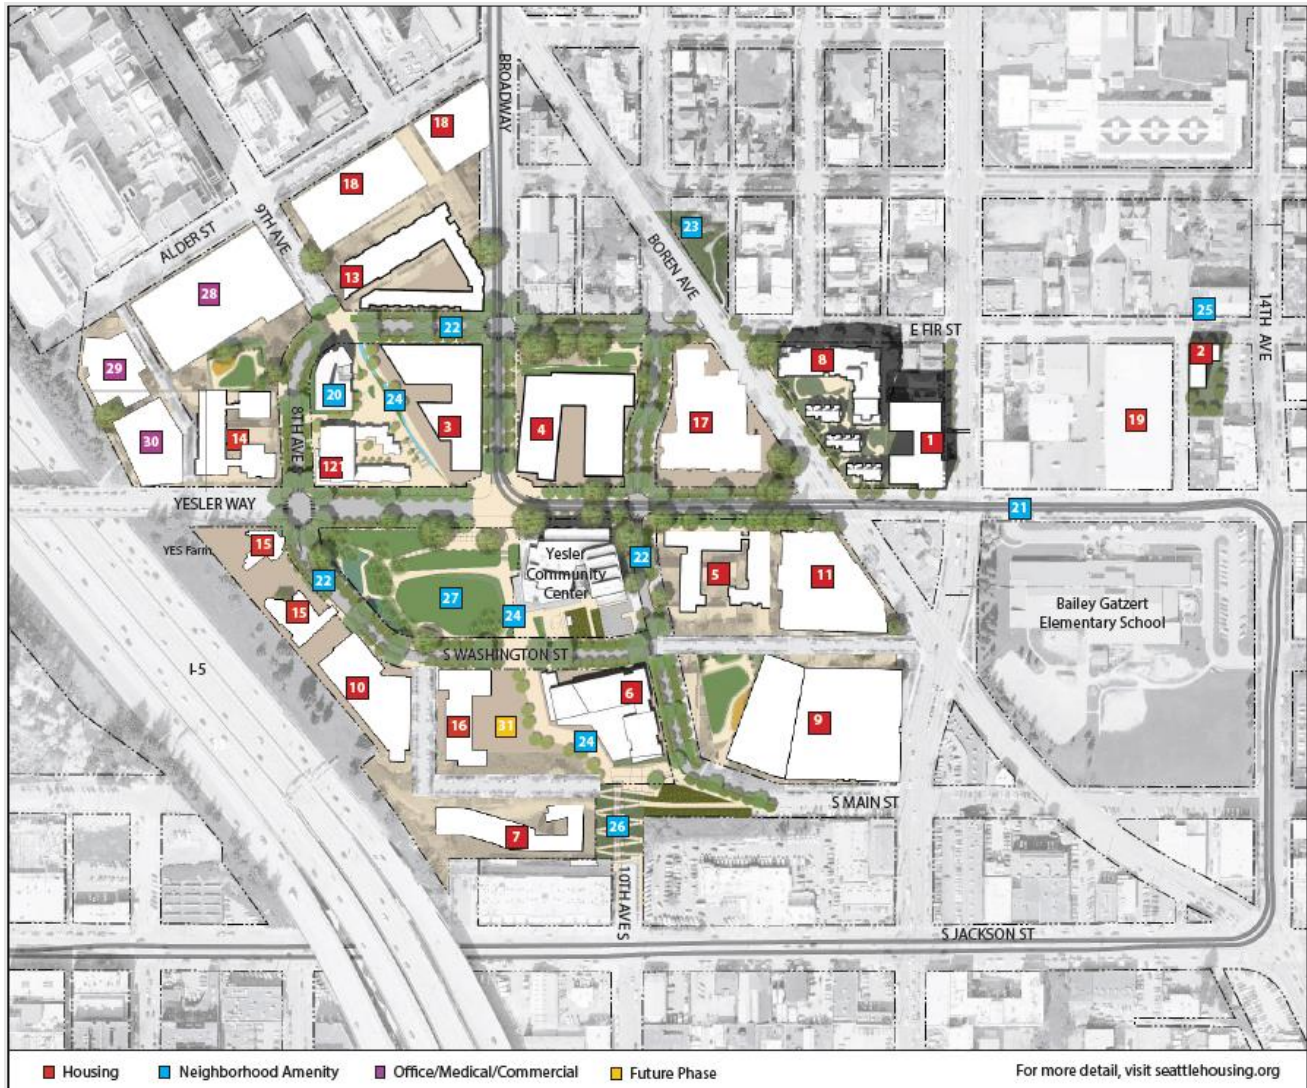 BROADWAY
18
18
9TH AVE
ALDER ST
23
BOREN AVE
13
28
25
14TH AVE
22
E FIR ST
2
8
29
20
24
3
4
17
19
8TH AVE S
14
30
1
121
YESLER WAY
21
YES Farm
15
22
Yesler
Community
Center
22
5
11
27
24
15
Bailey Gatzert
Elementary School
S WASHINGTON ST
I-5
10
6
16
31
24
9
S MAIN ST
7
26
10TH AVE S
S JACKSON ST
Housing
Neighborhood Amenity
Office/Medical/Commercial
Future Phase
For more detail, visit seattlehousing.org